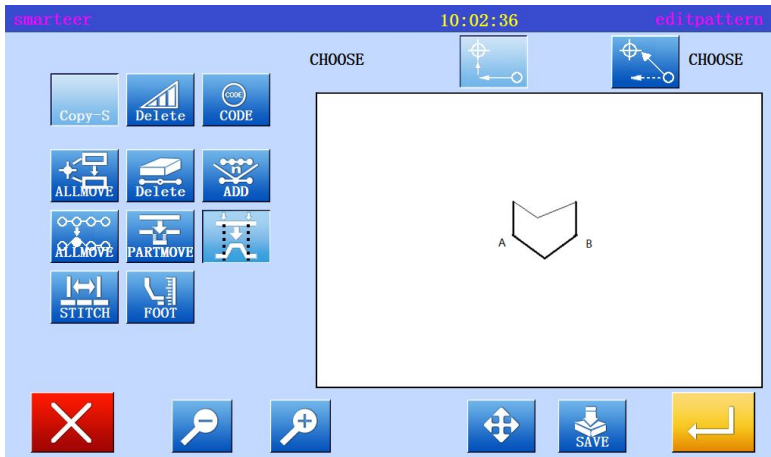 smarteer 10:02:36 editpattern
CHOOSE CHOOSE
Copy-S Delete CODE CODE
ALLMOVE Delete n ADD
ALLMOVE PARTMOVE
A B
STITCH FOOT
SAVE